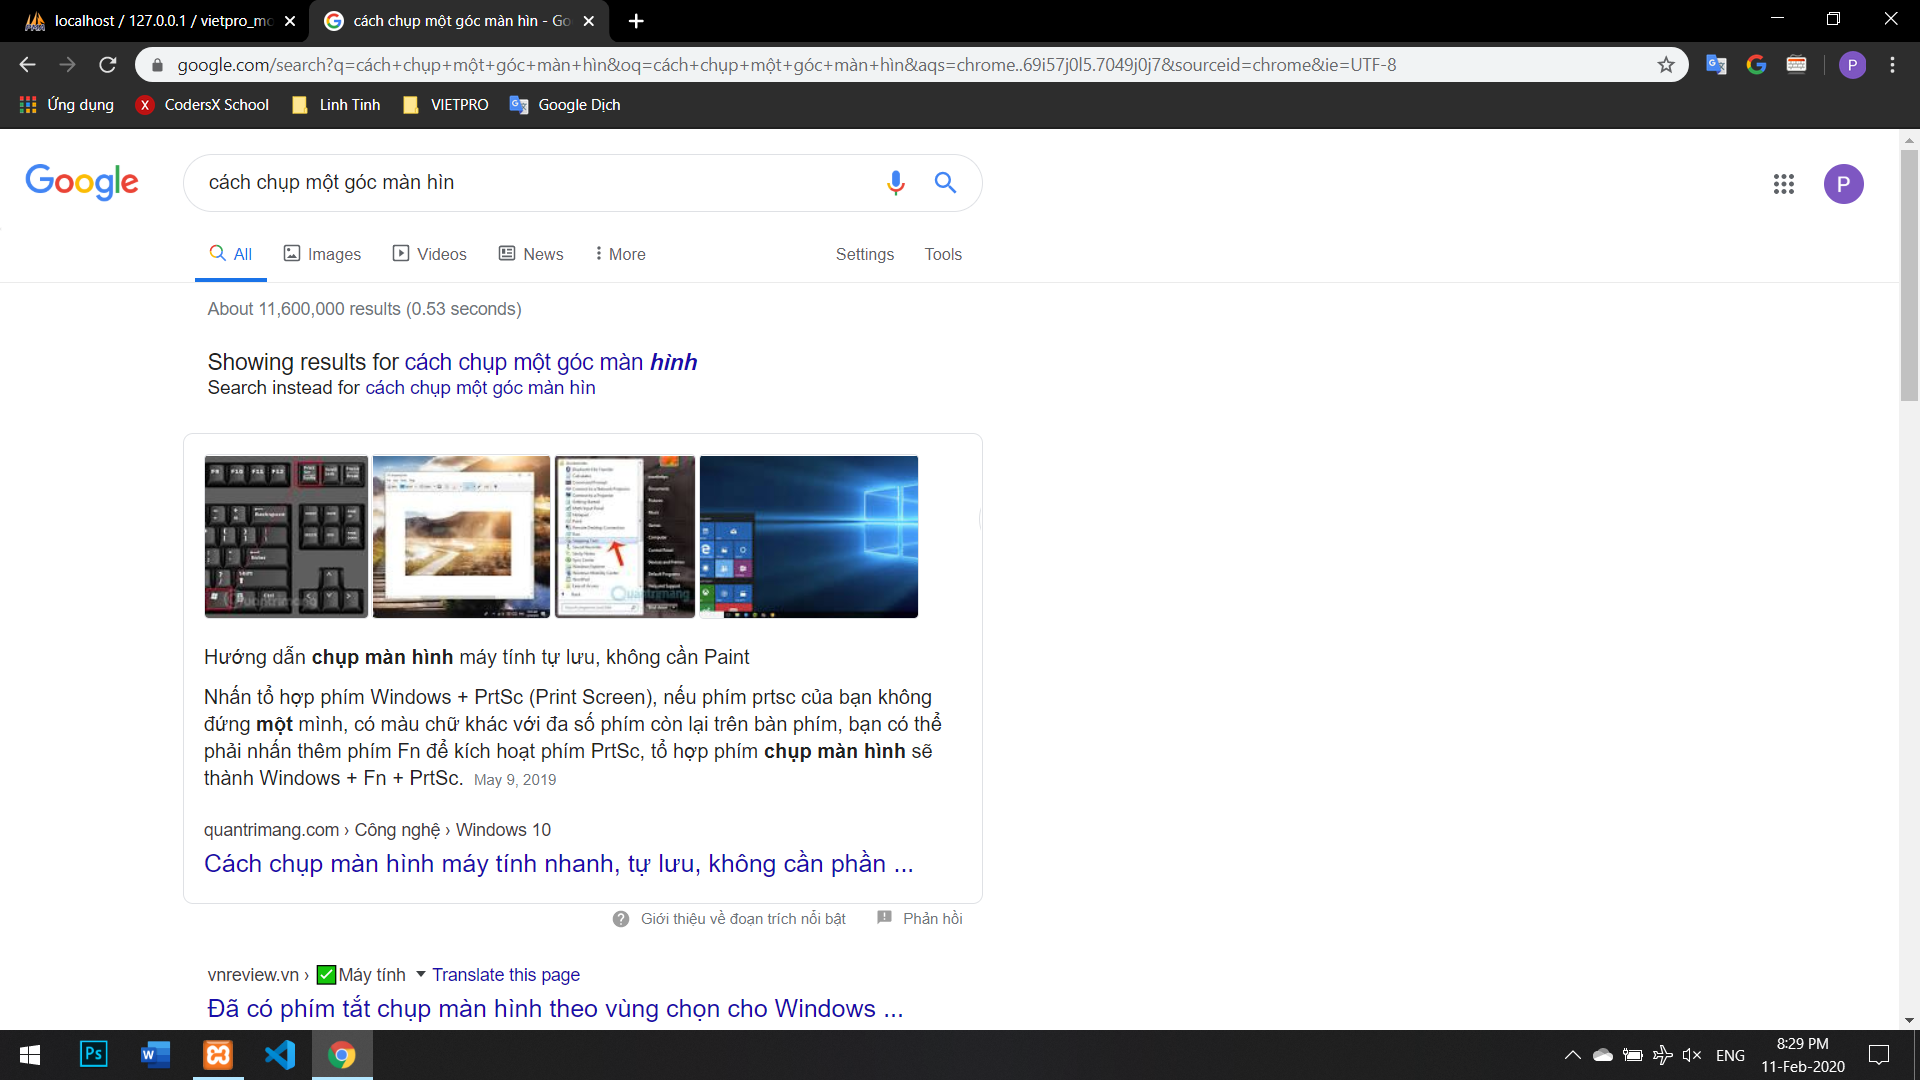 localhost / 127.0.0.1 / vietpro_mo
cách chụp một góc màn hìn - Go
google.com/search?q=cách+chụp+một+góc+màn+hìn&oq=cách+chụp+một+góc+màn+hìn&aqs=chrome..69i57j0l5.7049j0j7&sourceid=chrome&ie=UTF-8
P
Ứng dụng
X CodersX School
Linh Tinh
VIETPRO
Google Dịch
Google
cách chụp một góc màn hìn
P
All
Images
Videos
News
More
Settings
Tools
About 11,600,000 results (0.53 seconds)
Showing results for cách chụp một góc màn hình
Search instead for cách chụp một góc màn hìn
Hướng dẫn chụp màn hình máy tính tự lưu, không cần Paint
Nhấn tổ hợp phím Windows + PrtSc (Print Screen), nếu phím prtsc của bạn không
đứng một mình, có màu chữ khác với đa số phím còn lại trên bàn phím, bạn có thể
phải nhấn thêm phím Fn để kích hoạt phím PrtSc, tổ hợp phím chụp màn hình sẽ
thành Windows + Fn + PrtSc. May 9, 2019
quantrimang.com › Công nghệ › Windows 10
Cách chụp màn hình máy tính nhanh, tự lưu, không cần phần ...
Giới thiệu về đoạn trích nổi bật
Phản hồi
vnreview.vn › ✅Máy tính
Translate this page
Đã có phím tắt chụp màn hình theo vùng chọn cho Windows ...
Ps
ENG
8:29 PM
11-Feb-2020